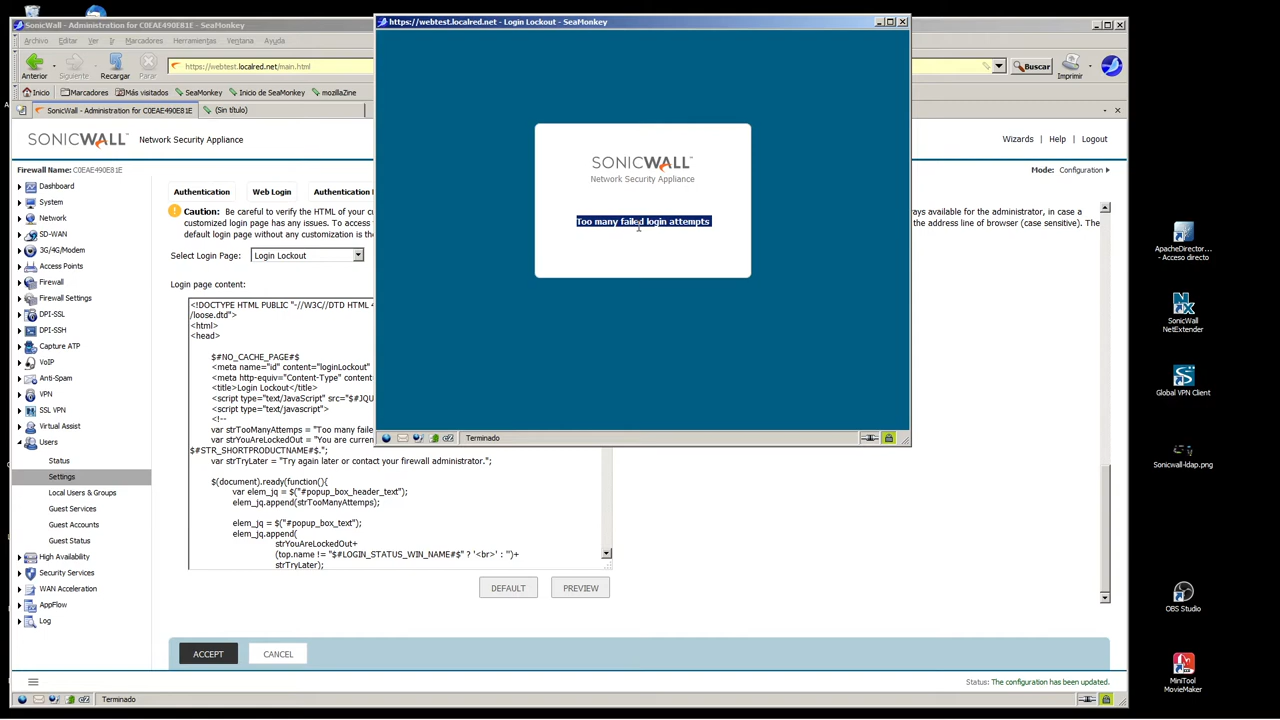 SonicWall - Administration for C0EAE490E81E - SeaMonkey
https://webtest.localred.net - Login Lockout - SeaMonkey
Archivo Editar Ver Ir Marcadores Herramientas Ventana Ayuda
Anterior Siguiente Recargar Parar
https://webtest.localred.net/main.html
Buscar
Imprimir
Inicio Marcadores Más visitados SeaMonkey Inicio de SeaMonkey mozillaZine
SonicWall - Administration for C0EAE490E81E (Sin título)
SONICWALL Network Security Appliance
Wizards | Help | Logout
Firewall Name: C0EAE490E81E
Mode: Configuration
Dashboard
System
Network
SD-WAN
3G/4G/Modem
Access Points
Firewall
Firewall Settings
DPI-SSL
DPI-SSH
Capture ATP
VoIP
Anti-Spam
VPN
SSL VPN
Virtual Assist
Users
Status
Settings
Local Users & Groups
Guest Services
Guest Accounts
Guest Status
High Availability
Security Services
WAN Acceleration
AppFlow
Log
Authentication Web Login Authentication
Caution: Be careful to verify the HTML of your
customized login page has any issues. To access
default login page without any customization is the
ays available for the administrator, in case a
the address line of browser (case sensitive). The
Select Login Page: Login Lockout
Login page content:
<!DOCTYPE HTML PUBLIC "-//W3C//DTD HTML
/loose.dtd">
<html>
<head>
$#NO_CACHE_PAGE#$
<meta name="id" content="loginLockout"
<meta http-equiv="Content-Type" content
<title>Login Lockout</title>
<script type="text/JavaScript" src="$#JQU
<script type="text/javascript">
<!--
var strTooManyAttemps = "Too many faile
var strYouAreLockedOut = "You are curren
$#STR_SHORTPRODUCTNAME#$.";
var strTryLater = "Try again later or contact your firewall administrator.";
$(document).ready(function(){
var elem_jq = $("#popup_box_header_text");
elem_jq.append(strTooManyAttemps);
elem_jq = $("#popup_box_text");
elem_jq.append(
strYouAreLockedOut+
(top.name != "$#LOGIN_STATUS_WIN_NAME#$" ? '<br>' : '')+
strTryLater);
DEFAULT PREVIEW
ACCEPT CANCEL
Status: The configuration has been updated.
Terminado
SONICWALL
Network Security Appliance
Too many failed login attempts
Terminado
ApacheDirector...
- Acceso directo
SonicWall
NetExtender
Global VPN Client
Sonicwall-ldap.png
OBS Studio
MiniTool
MovieMaker